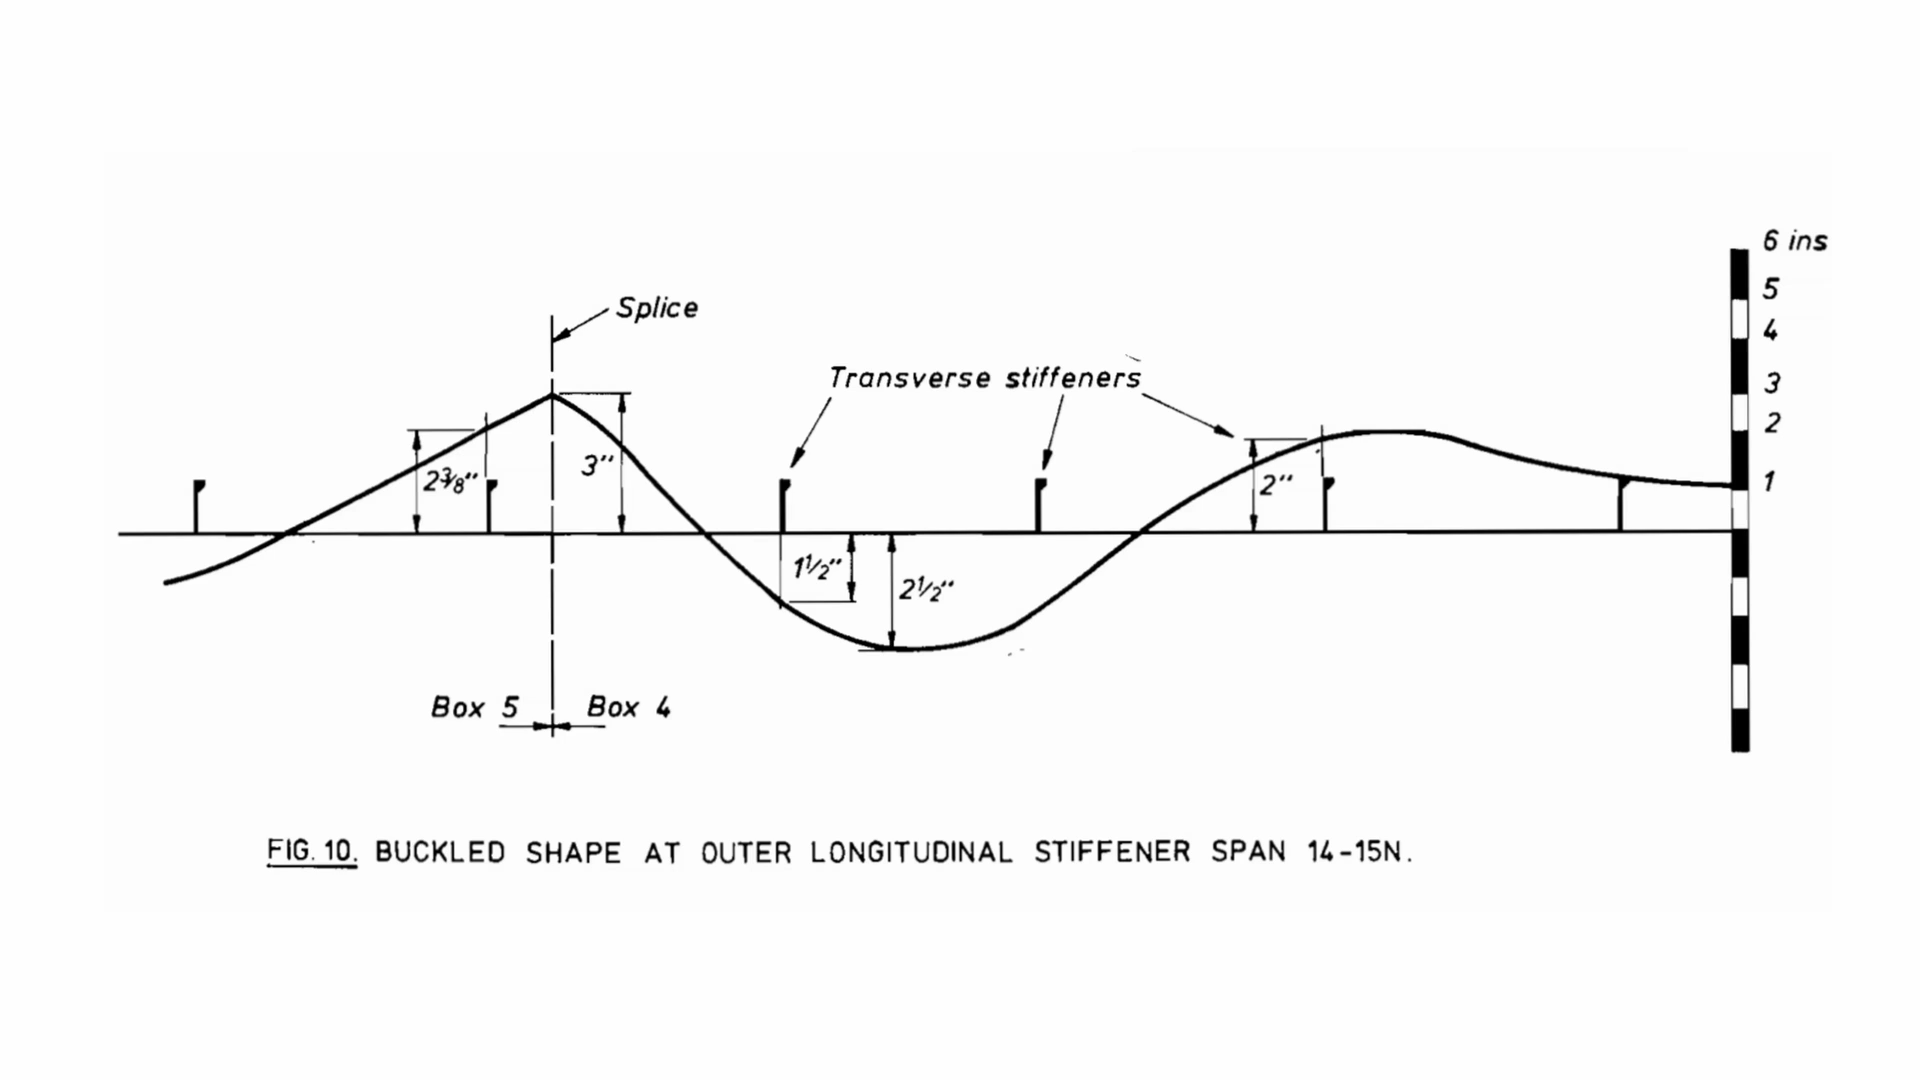 6 ins
5
Splice
4
Transverse stiffeners
3
2
3"
2⅜"
2"
1
1½"
2½"
Box 5
Box 4
FIG. 10. BUCKLED SHAPE AT OUTER LONGITUDINAL STIFFENER SPAN 14-15N.